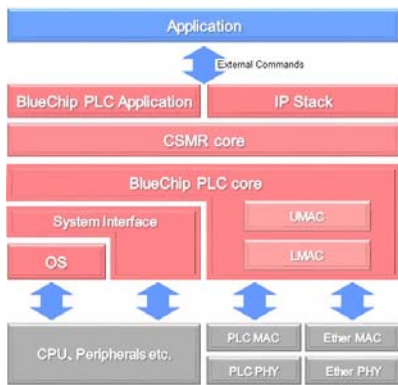 Application
External Commands
BlueChip PLC Application
IP Stack
CSMR core
BlueChip PLC core
System Interface
UMAC
LMAC
OS
CPU, Peripherals etc.
PLC MAC
Ether MAC
PLC PHY
Ether PHY